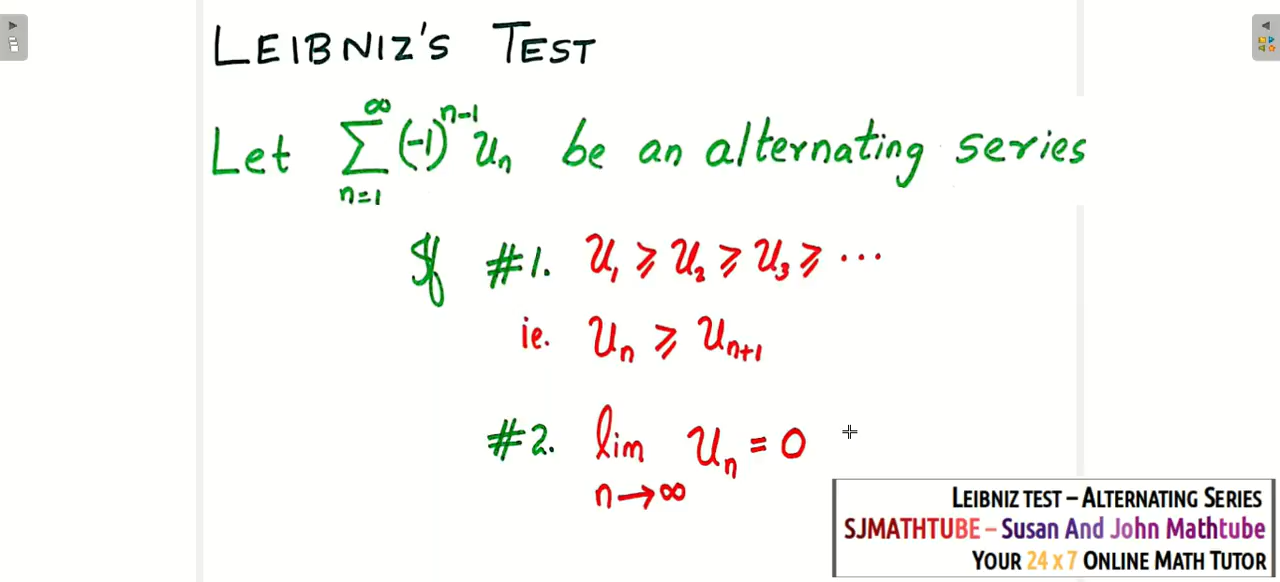 LEIBNIZ'S TEST
Let ∑_{n=1}^{∞} (-1)^{n-1} u_n be an alternating series
If #1. u_1 ⩾ u_2 ⩾ u_3 ⩾ ...
ie. u_n ⩾ u_{n+1}
#2. lim_{n→∞} u_n = 0
LEIBNIZ TEST – ALTERNATING SERIES
SJMATHTUBE – Susan And John Mathtube
YOUR 24 x 7 ONLINE MATH TUTOR